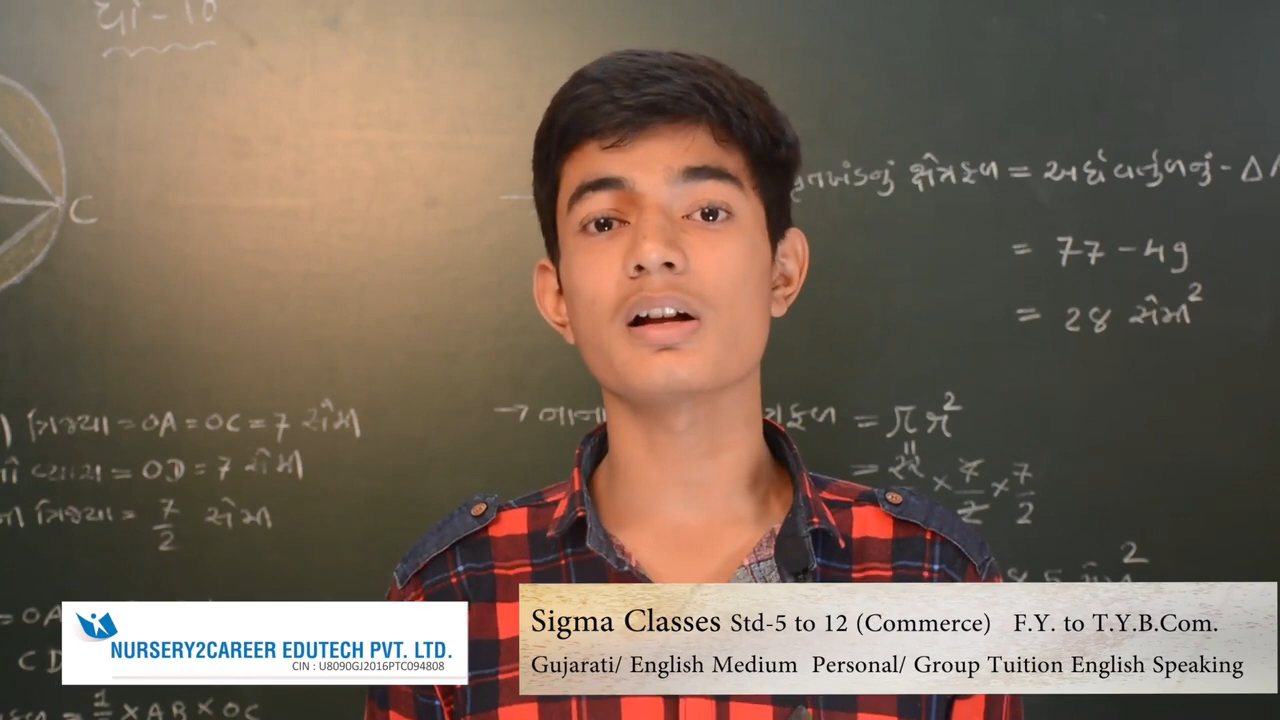 C
ક્ષેત્રફળ = અર્ધવર્તુળનું - Δ
= 77 - 49
= 28 સેમી²
ત્રિજ્યા = OA = OC = 7 સેમી
વ્યાસ = OD = 7 સેમી
ત્રિજ્યા = 7/2 સેમી
→ નાના
= πr²
= 22 × 7/2 × 7/2
= OA
CD
= 1/2 × AB × OC
NURSERY2CAREER EDUTECH PVT. LTD.
CIN : U8090GJ2016PTC094808
Sigma Classes Std-5 to 12 (Commerce) F.Y. to T.Y.B.Com.
Gujarati/ English Medium Personal/ Group Tuition English Speaking